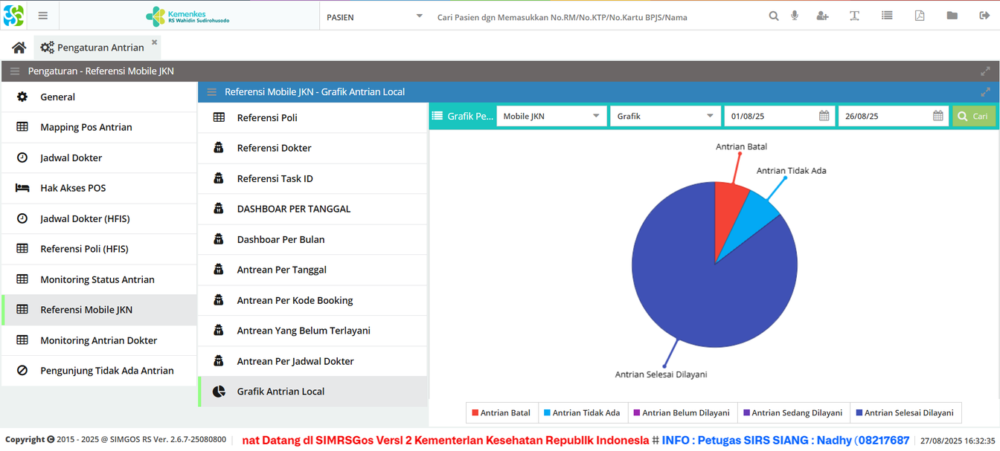 Kemenkes
RS Wahidin Sudirohusodo
PASIEN
Cari Pasien dgn Memasukkan No.RM/No.KTP/No.Kartu BPJS/Nama
Pengaturan Antrian
Pengaturan - Referensi Mobile JKN
General
Mapping Pos Antrian
Jadwal Dokter
Hak Akses POS
Jadwal Dokter (HFIS)
Referensi Poli (HFIS)
Monitoring Status Antrian
Referensi Mobile JKN
Monitoring Antrian Dokter
Pengunjung Tidak Ada Antrian
Referensi Mobile JKN - Grafik Antrian Local
Referensi Poli
Referensi Dokter
Referensi Task ID
DASHBOAR PER TANGGAL
Dashboar Per Bulan
Antrean Per Tanggal
Antrean Per Kode Booking
Antrean Yang Belum Terlayani
Antrean Per Jadwal Dokter
Grafik Antrian Local
Grafik Pe... Mobile JKN Grafik 01/08/25 26/08/25 Cari
Antrian Batal
Antrian Tidak Ada
Antrian Selesai Dilayani
Antrian Batal Antrian Tidak Ada Antrian Belum Dilayani Antrian Sedang Dilayani Antrian Selesai Dilayani
Copyright © 2015 - 2025 @ SIMGOS RS Ver. 2.6.7-25080800
nat Datang di SIMRSGos Versi 2 Kementerian Kesehatan Republik Indonesia # INFO : Petugas SIRS SIANG : Nadhy (08217687
27/08/2025 16:32:35